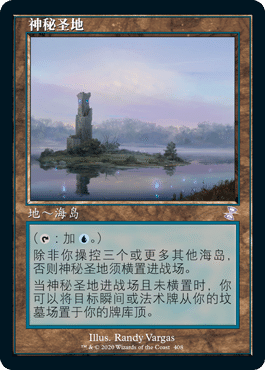 神秘圣地
地~海岛
(：加。)
除非你操控三个或更多其他海岛，
否则神秘圣地须横置进战场。
当神秘圣地进战场且未横置时，你
可以将目标瞬间或法术牌从你的坟
墓场置于你的牌库顶。
Illus. Randy Vargas
™ & © 2020 Wizards of the Coast 408